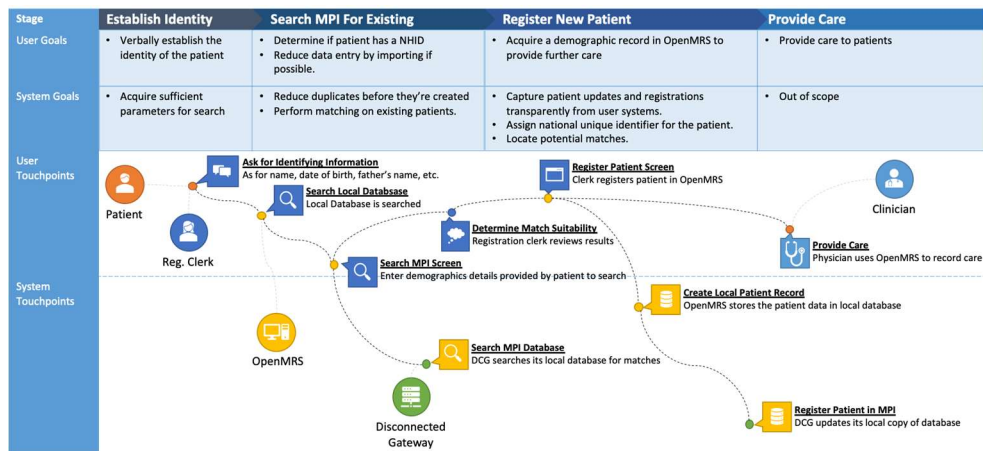 Stage
Establish Identity
Search MPI For Existing
Register New Patient
Provide Care
User Goals
• Verbally establish the
identity of the patient
• Determine if patient has a NHID
• Reduce data entry by importing if
possible.
• Acquire a demographic record in OpenMRS to
provide further care
• Provide care to patients
System Goals
• Acquire sufficient
parameters for search
• Reduce duplicates before they're created
• Perform matching on existing patients.
• Capture patient updates and registrations
transparently from user systems.
• Assign national unique identifier for the patient.
• Locate potential matches.
• Out of scope
User
Touchpoints
Patient
Ask for Identifying Information
As for name, date of birth, father's name, etc.
Reg. Clerk
Search Local Database
Local Database is searched
Search MPI Screen
Enter demographics details provided by patient to search
Determine Match Suitability
Registration clerk reviews results
Register Patient Screen
Clerk registers patient in OpenMRS
Clinician
Provide Care
Physician uses OpenMRS to record care
System
Touchpoints
OpenMRS
Search MPI Database
DCG searches its local database for matches
Disconnected
Gateway
Create Local Patient Record
OpenMRS stores the patient data in local database
Register Patient in MPI
DCG updates its local copy of database